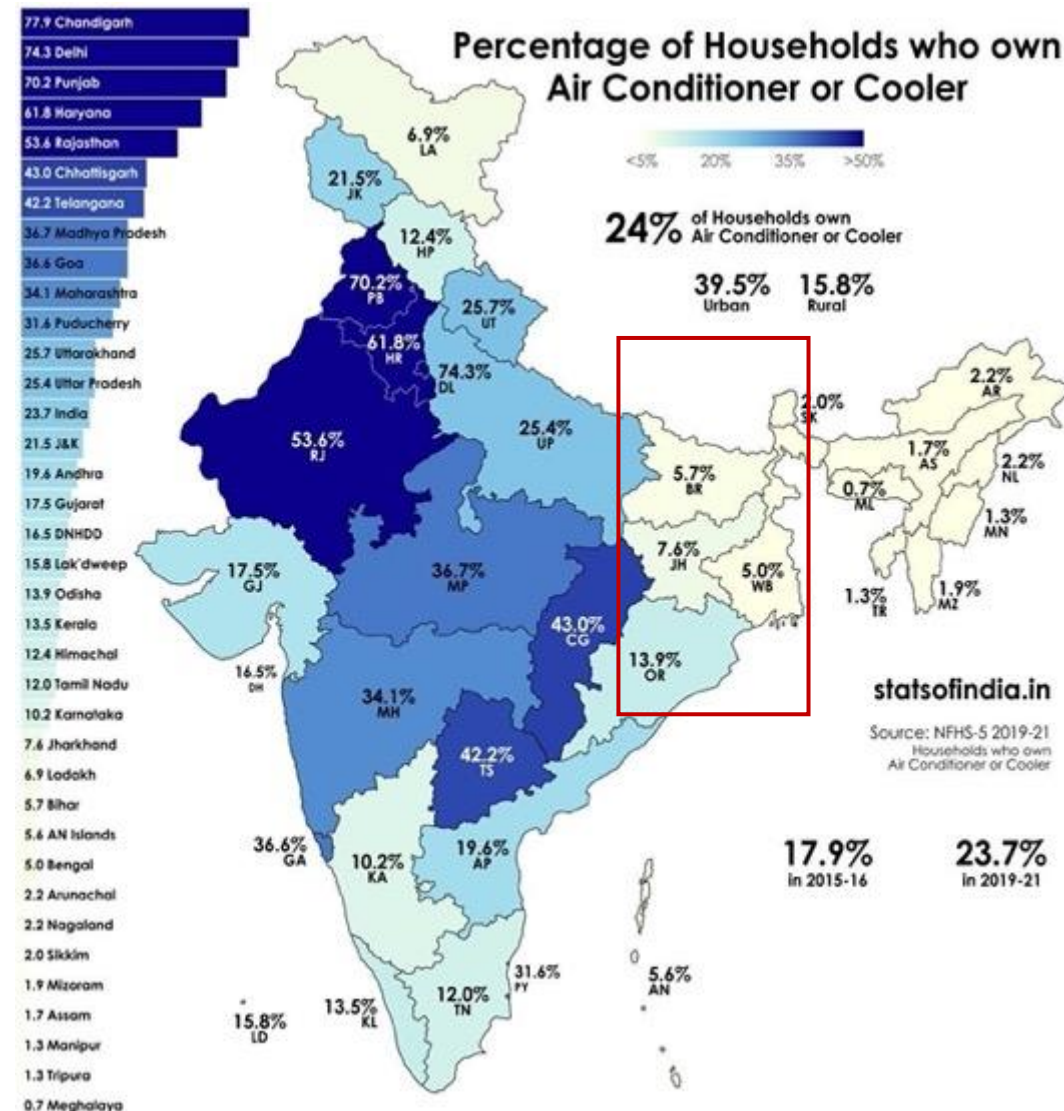 77.9 Chandigarh
74.3 Delhi
70.2 Punjab
61.8 Haryana
53.6 Rajasthan
43.0 Chhattisgarh
42.2 Telangana
36.7 Madhya Pradesh
36.6 Goa
34.1 Maharashtra
31.6 Puducherry
25.7 Uttarakhand
25.4 Uttar Pradesh
23.7 India
21.5 J&K
19.6 Andhra
17.5 Gujarat
16.5 DNHDD
15.8 Lak'dweep
13.9 Odisha
13.5 Kerala
12.4 Himachal
12.0 Tamil Nadu
10.2 Karnataka
7.6 Jharkhand
6.9 Ladakh
5.7 Bihar
5.6 AN Islands
5.0 Bengal
2.2 Arunachal
2.2 Nagaland
2.0 Sikkim
1.9 Mizoram
1.7 Assam
1.3 Manipur
1.3 Tripura
0.7 Meghalaya
Percentage of Households who own
Air Conditioner or Cooler
<5% 20% 35% >50%
24% of Households own
Air Conditioner or Cooler
39.5% 15.8%
Urban Rural
6.9%
LA
21.5%
JK
12.4%
HP
70.2%
PB
25.7%
UT
61.8%
HR
74.3%
DL
53.6%
RJ
25.4%
UP
5.7%
BR
2.0%
SK
2.2%
AR
1.7%
AS
2.2%
NL
0.7%
ML
1.3%
MN
1.3%
TR
1.9%
MZ
7.6%
JH
5.0%
WB
17.5%
GJ
36.7%
MP
43.0%
CG
13.9%
OR
16.5%
DH
34.1%
MH
42.2%
TS
36.6%
GA
10.2%
KA
19.6%
AP
31.6%
PY
12.0%
TN
13.5%
KL
15.8%
LD
5.6%
AN
statsofindia.in
Source: NFHS-5 2019-21
Households who own
Air Conditioner or Cooler
17.9% 23.7%
in 2015-16 in 2019-21